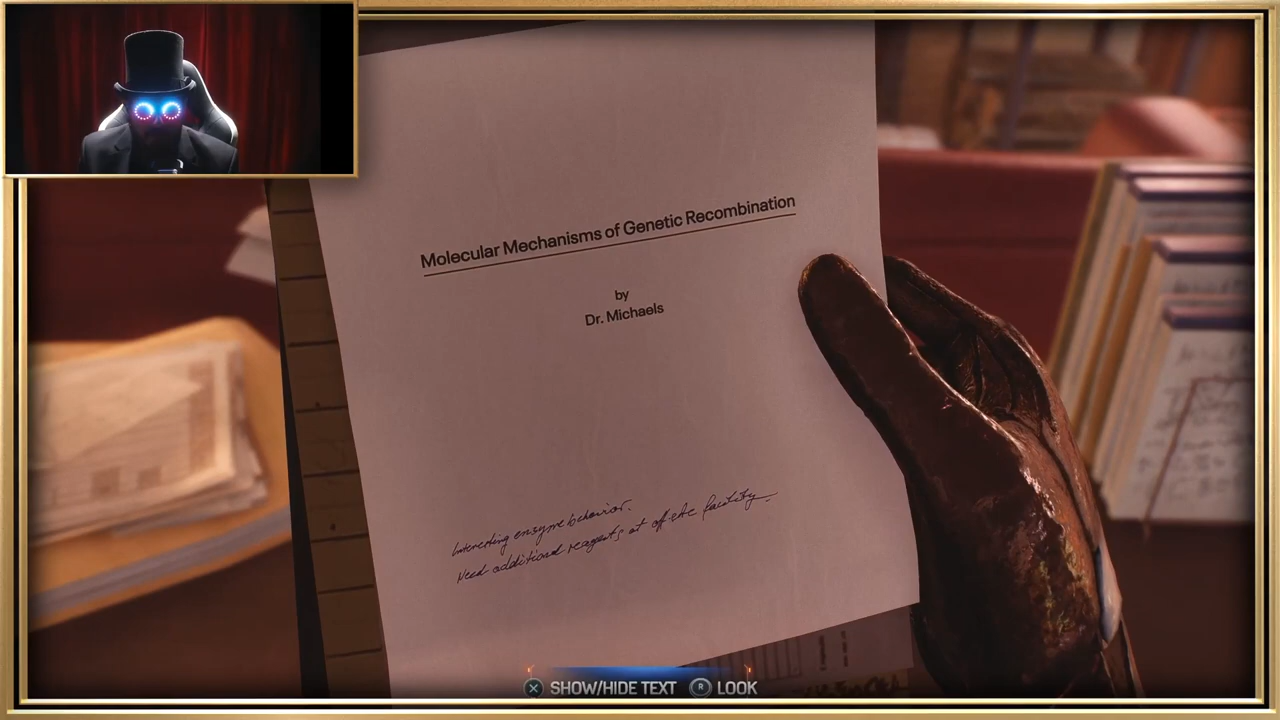 Molecular Mechanisms of Genetic Recombination
by
Dr. Michaels
Interesting enzyme behavior.
Need additional reagents at off-site facility.
SHOW/HIDE TEXT R LOOK